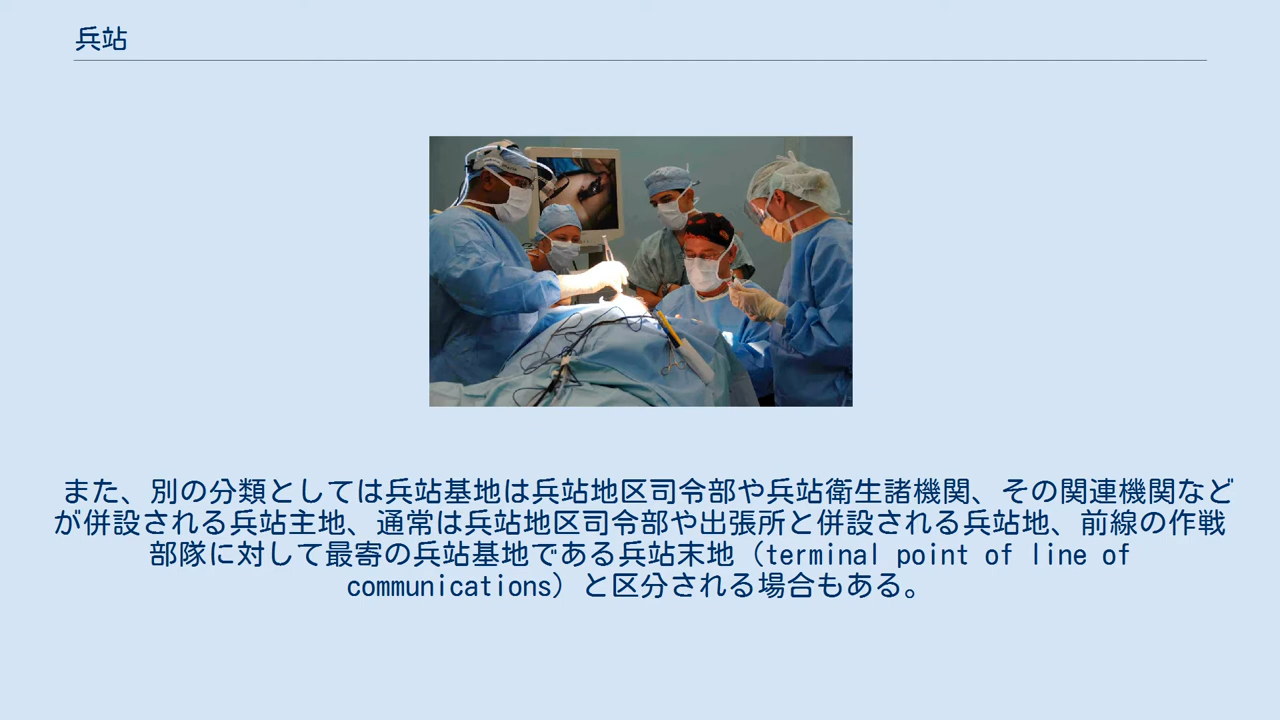 兵站
また、別の分類としては兵站基地は兵站地区司令部や兵站衛生諸機関、その関連機関など
が併設される兵站主地、通常は兵站地区司令部や出張所と併設される兵站地、前線の作戦
部隊に対して最寄の兵站基地である兵站末地（terminal point of line of
communications）と区分される場合もある。